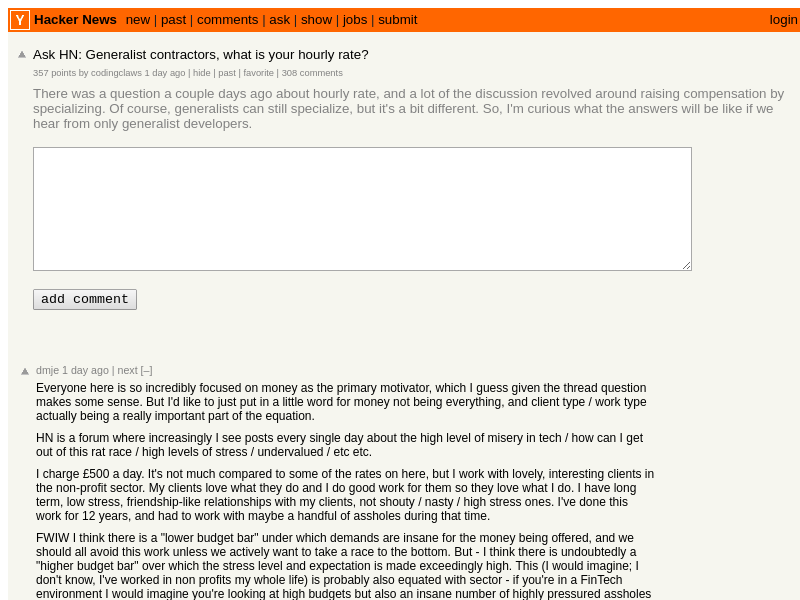 Y Hacker News new | past | comments | ask | show | jobs | submit login
Ask HN: Generalist contractors, what is your hourly rate?
357 points by codingclaws 1 day ago | hide | past | favorite | 308 comments
There was a question a couple days ago about hourly rate, and a lot of the discussion revolved around raising compensation by
specializing. Of course, generalists can still specialize, but it's a bit different. So, I'm curious what the answers will be like if we
hear from only generalist developers.
add comment
dmje 1 day ago | next [–]
Everyone here is so incredibly focused on money as the primary motivator, which I guess given the thread question
makes some sense. But I'd like to just put in a little word for money not being everything, and client type / work type
actually being a really important part of the equation.
HN is a forum where increasingly I see posts every single day about the high level of misery in tech / how can I get
out of this rat race / high levels of stress / undervalued / etc etc.
I charge £500 a day. It's not much compared to some of the rates on here, but I work with lovely, interesting clients in
the non-profit sector. My clients love what they do and I do good work for them so they love what I do. I have long
term, low stress, friendship-like relationships with my clients, not shouty / nasty / high stress ones. I've done this
work for 12 years, and had to work with maybe a handful of assholes during that time.
FWIW I think there is a "lower budget bar" under which demands are insane for the money being offered, and we
should all avoid this work unless we actively want to take a race to the bottom. But - I think there is undoubtedly a
"higher budget bar" over which the stress level and expectation is made exceedingly high. This (I would imagine; I
don't know, I've worked in non profits my whole life) is probably also equated with sector - if you're in a FinTech
environment I would imagine you're looking at high budgets but also an insane number of highly pressured assholes